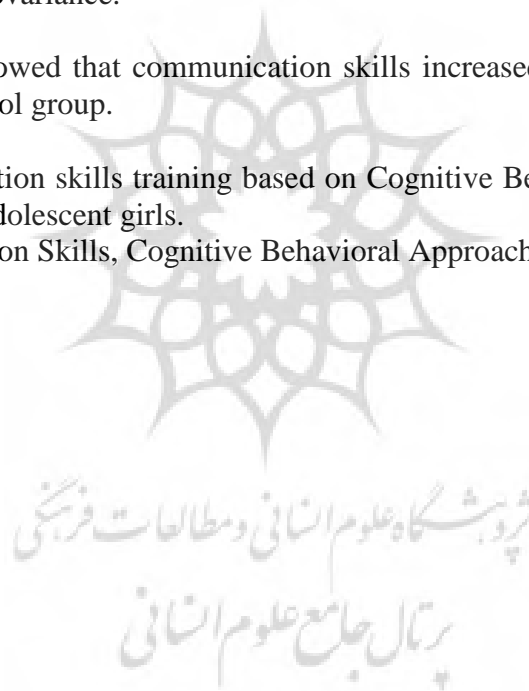 ovariance.
owed that communication skills increased
ol group.
tion skills training based on Cognitive Be
dolescent girls.
on Skills, Cognitive Behavioral Approach
پژوهشگاه علوم انسانی و مطالعات فرهنگی
پرتال جامع علوم انسانی